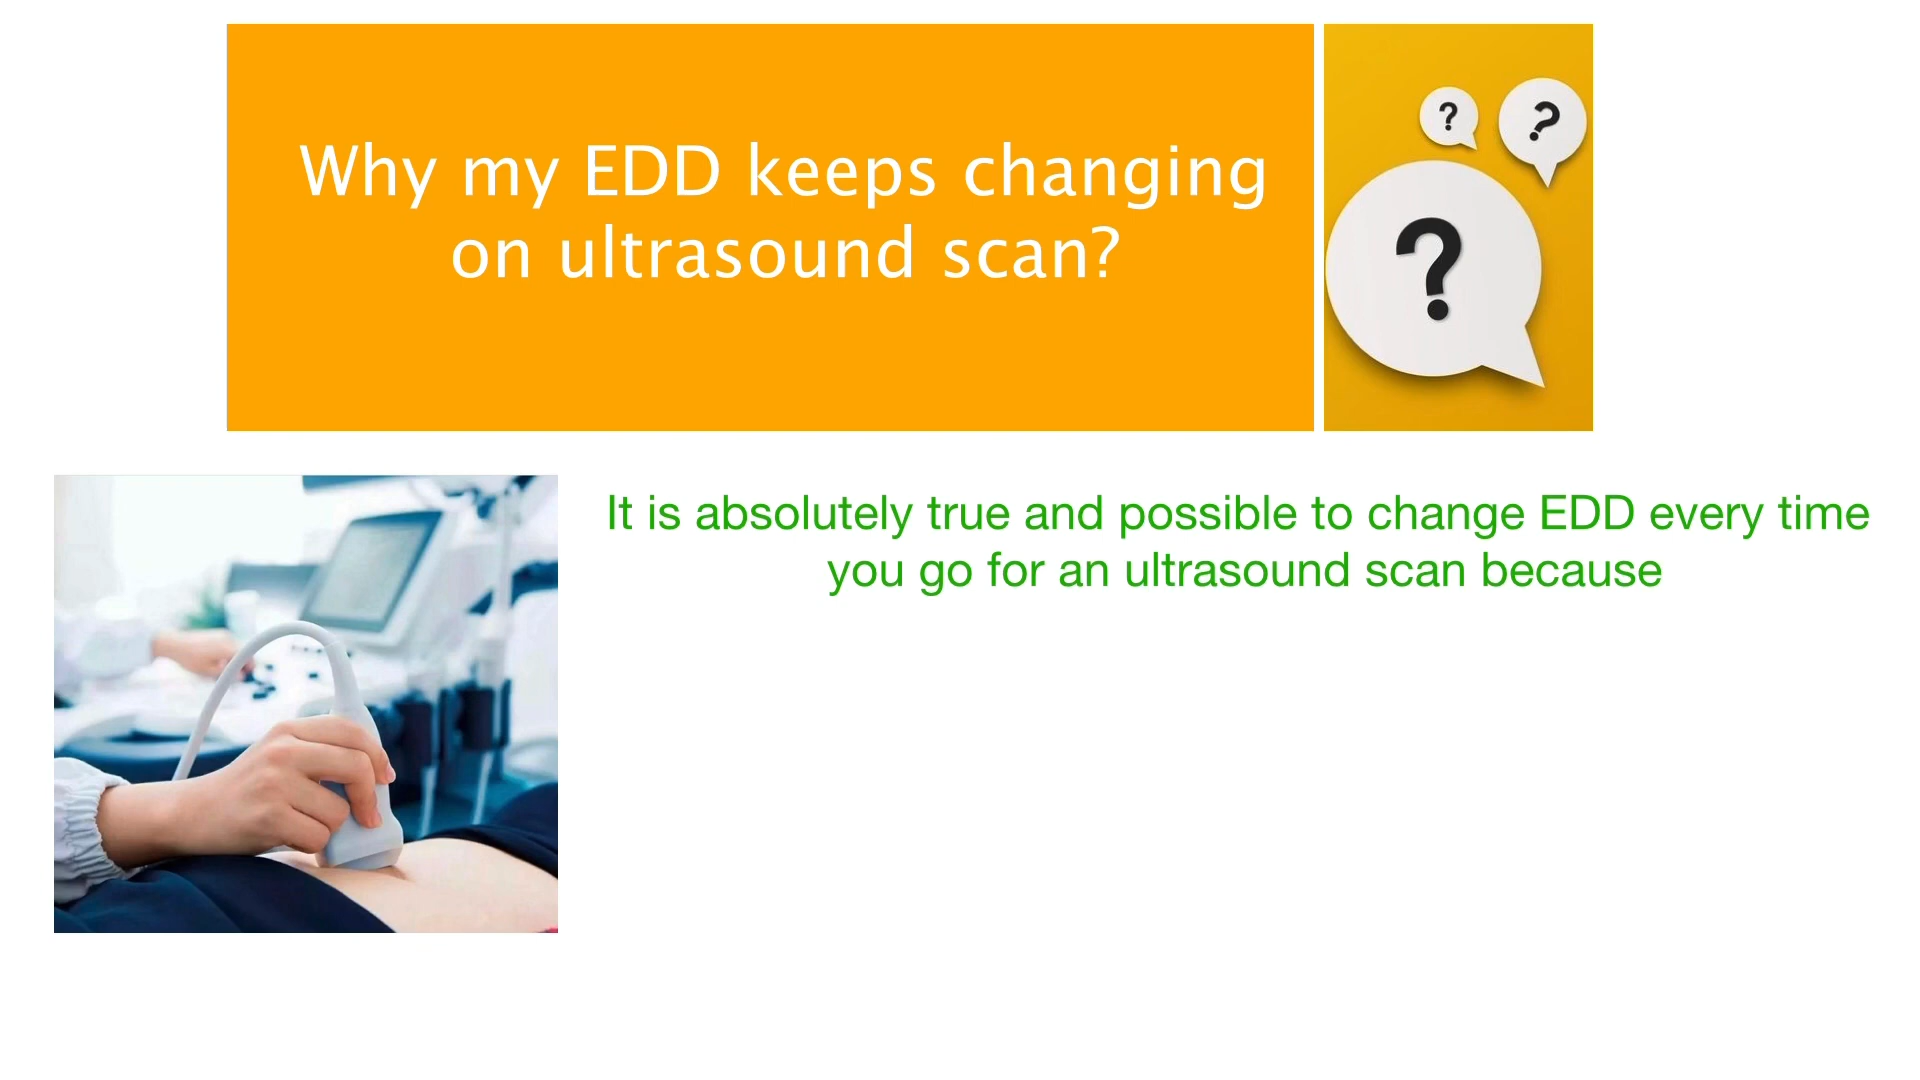 Why my EDD keeps changing
on ultrasound scan?
?
?
?
It is absolutely true and possible to change EDD every time
you go for an ultrasound scan because